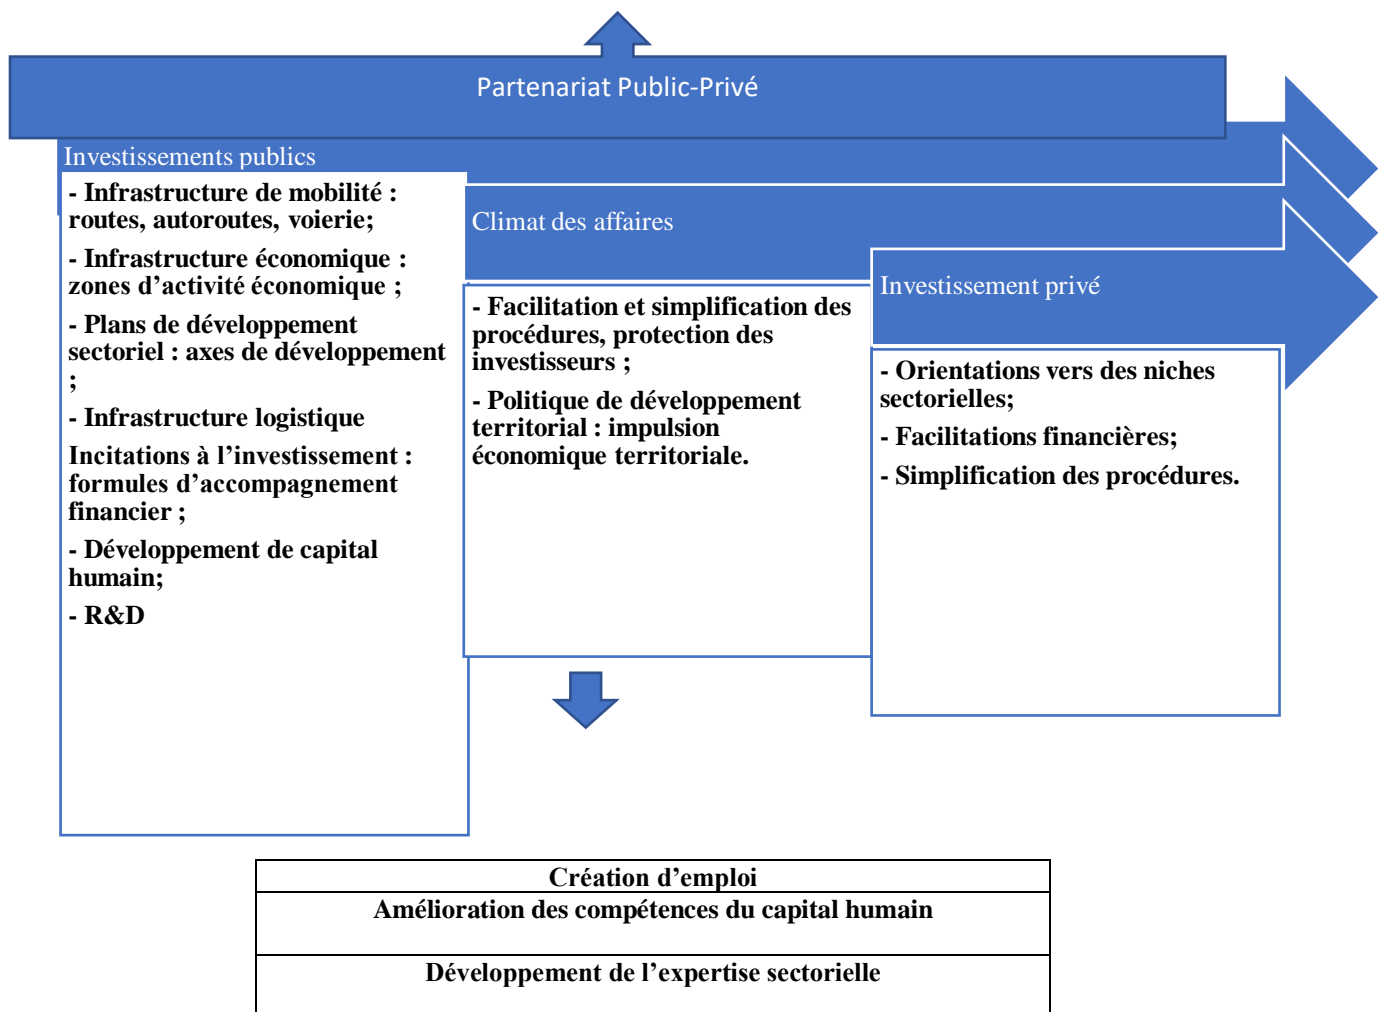 Partenariat Public-Privé
Investissements publics
- Infrastructure de mobilité :
routes, autoroutes, voierie;
- Infrastructure économique :
zones d’activité économique ;
- Plans de développement
sectoriel : axes de développement
;
- Infrastructure logistique
Incitations à l’investissement :
formules d’accompagnement
financier ;
- Développement de capital
humain;
- R&D
Climat des affaires
- Facilitation et simplification des
procédures, protection des
investisseurs ;
- Politique de développement
territorial : impulsion
économique territoriale.
Investissement privé
- Orientations vers des niches
sectorielles;
- Facilitations financières;
- Simplification des procédures.
Création d’emploi
Amélioration des compétences du capital humain
Développement de l’expertise sectorielle